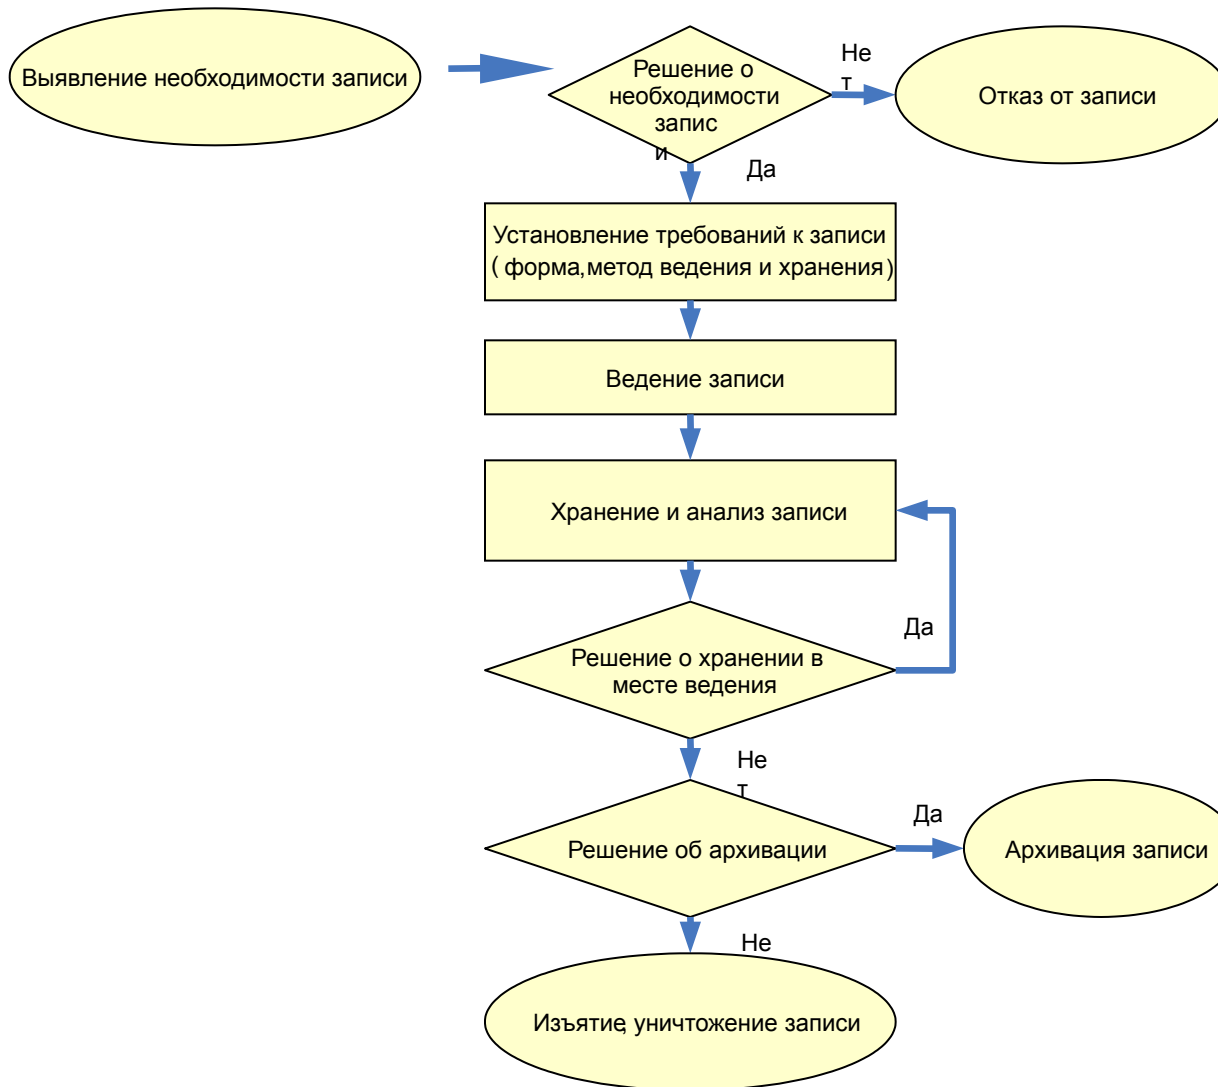 Выявление необходимости записи
Решение о
необходимости
запис
и
Не
т
Отказ от записи
Да
Установление требований к записи
( форма,метод ведения и хранения)
Ведение записи
Хранение и анализ записи
Да
Решение о хранении в
месте ведения
Не
т
Решение об архивации
Да
Архивация записи
Не
Изъятие, уничтожение записи